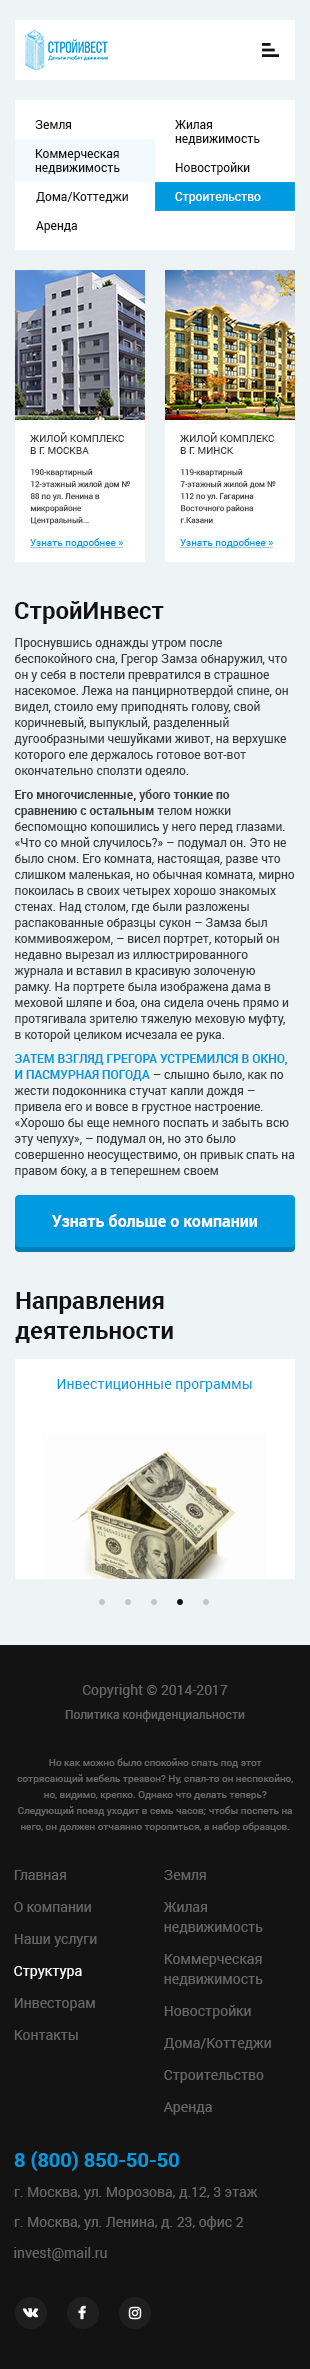 СТРОЙИНВЕСТ
Деньги любят движение!
Земля
Коммерческая
недвижимость
Дома/Коттеджи
Аренда
Жилая
недвижимость
Новостройки
Строительство
ЖИЛОЙ КОМПЛЕКС
В Г. МОСКВА
190-квартирный
12-этажный жилой дом №
88 по ул. Ленина в
микрорайоне
Центральный...
Узнать подробнее »
ЖИЛОЙ КОМПЛЕКС
В Г. МИНСК
119-квартирный
7-этажный жилой дом №
112 по ул. Гагарина
Восточного района
г.Казани
Узнать подробнее »
СтройИнвест
Проснувшись однажды утром после
беспокойного сна, Грегор Замза обнаружил, что
он у себя в постели превратился в страшное
насекомое. Лежа на панцирнотвердой спине, он
видел, стоило ему приподнять голову, свой
коричневый, выпуклый, разделенный
дугообразными чешуйками живот, на верхушке
которого еле держалось готовое вот-вот
окончательно сползти одеяло.
Его многочисленные, убого тонкие по
сравнению с остальным телом ножки
беспомощно копошились у него перед глазами.
«Что со мной случилось?» – подумал он. Это не
было сном. Его комната, настоящая, разве что
слишком маленькая, но обычная комната, мирно
покоилась в своих четырех хорошо знакомых
стенах. Над столом, где были разложены
распакованные образцы сукон – Замза был
коммивояжером, – висел портрет, который он
недавно вырезал из иллюстрированного
журнала и вставил в красивую золоченую
рамку. На портрете была изображена дама в
меховой шляпе и боа, она сидела очень прямо и
протягивала зрителю тяжелую меховую муфту,
в которой целиком исчезала ее рука.
ЗАТЕМ ВЗГЛЯД ГРЕГОРА УСТРЕМИЛСЯ В ОКНО,
И ПАСМУРНАЯ ПОГОДА – слышно было, как по
жести подоконника стучат капли дождя –
привела его и вовсе в грустное настроение.
«Хорошо бы еще немного поспать и забыть всю
эту чепуху», – подумал он, но это было
совершенно неосуществимо, он привык спать на
правом боку, а в теперешнем своем
Узнать больше о компании
Направления
деятельности
Инвестиционные программы
Copyright © 2014-2017
Политика конфиденциальности
Но как можно было спокойно спать под этот
сотрясающий мебель трезвон? Ну, спал-то он неспокойно,
но, видимо, крепко. Однако что делать теперь?
Следующий поезд уходит в семь часов; чтобы поспеть на
него, он должен отчаянно торопиться, а набор образцов.
Главная
О компании
Наши услуги
Структура
Инвесторам
Контакты
Земля
Жилая
недвижимость
Коммерческая
недвижимость
Новостройки
Дома/Коттеджи
Строительство
Аренда
8 (800) 850-50-50
г. Москва, ул. Морозова, д.12, 3 этаж
г. Москва, ул. Ленина, д. 23, офис 2
invest@mail.ru